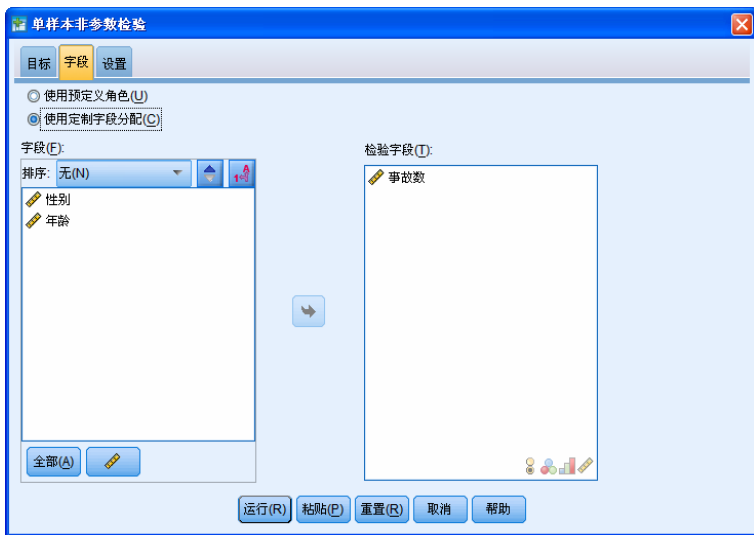 单样本非参数检验
目标 字段 设置
使用预定义角色(U)
使用定制字段分配(C)
字段(F):
检验字段(T):
排序: 无(N)
事故数
性别
年龄
全部(A)
运行(R) 粘贴(P) 重置(R) 取消 帮助